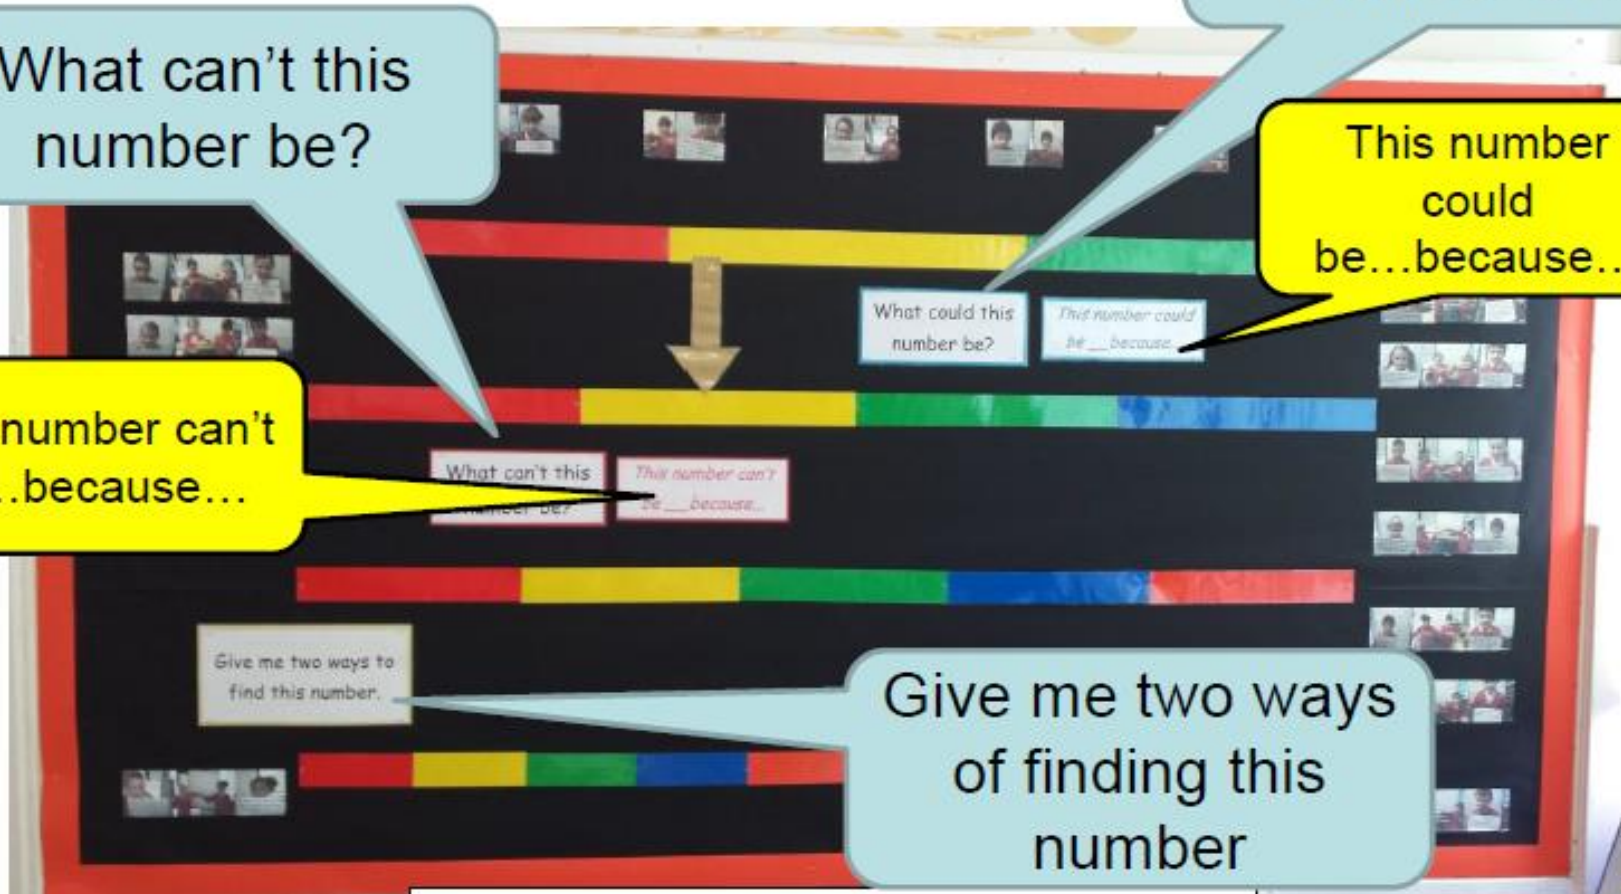 What can't this
number be?
This number
could
be...because..
What could this
number be?
This number could
be __ because...
number can't
..because...
What can't this
number be?
This number can't
be __ because...
Give me two ways to
find this number.
Give me two ways
of finding this
number